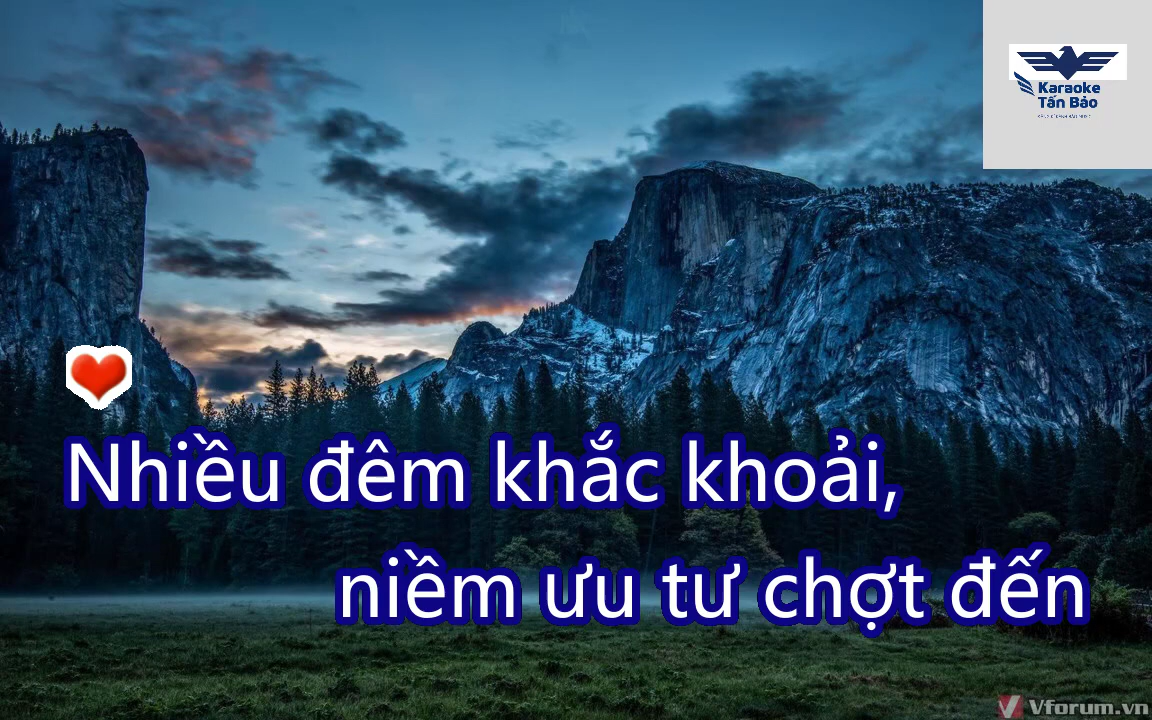 Karaoke
Tấn Bảo
Nhiều đêm khắc khoải,
niềm ưu tư chợt đến
Vforum.vn